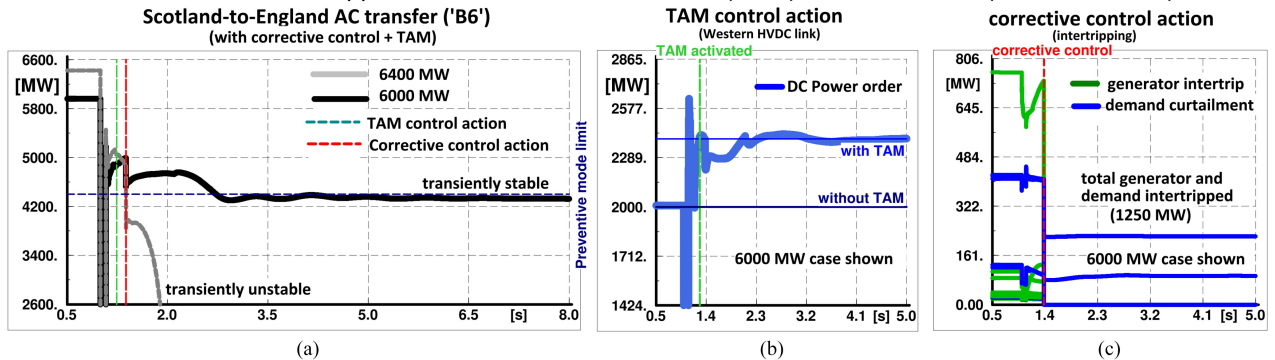 Scotland-to-England AC transfer ('B6')
(with corrective control + TAM)
6600.
[MW]
5800.
5000.
4200.
3400.
2600.
6400 MW
6000 MW
TAM control action
Corrective control action
transiently stable
transiently unstable
Preventive mode limit
0.5
2.0
3.5
5.0
6.5
[s]
8.0
(a)
TAM control action
(Western HVDC link)
TAM activated
2865.
[MW]
2577.
2289.
2000.
1712.
1424.
DC Power order
with TAM
without TAM
6000 MW case shown
0.5
1.4
2.3
3.2
4.1
[s]
5.0
(b)
corrective control action
(intertripping)
corrective control
806.
[MW]
645.
484.
322.
161.
0.00
generator intertrip
demand curtailment
total generator and
demand intertripped
(1250 MW)
6000 MW case shown
0.5
1.4
2.3
3.2
4.1
[s]
5.0
(c)